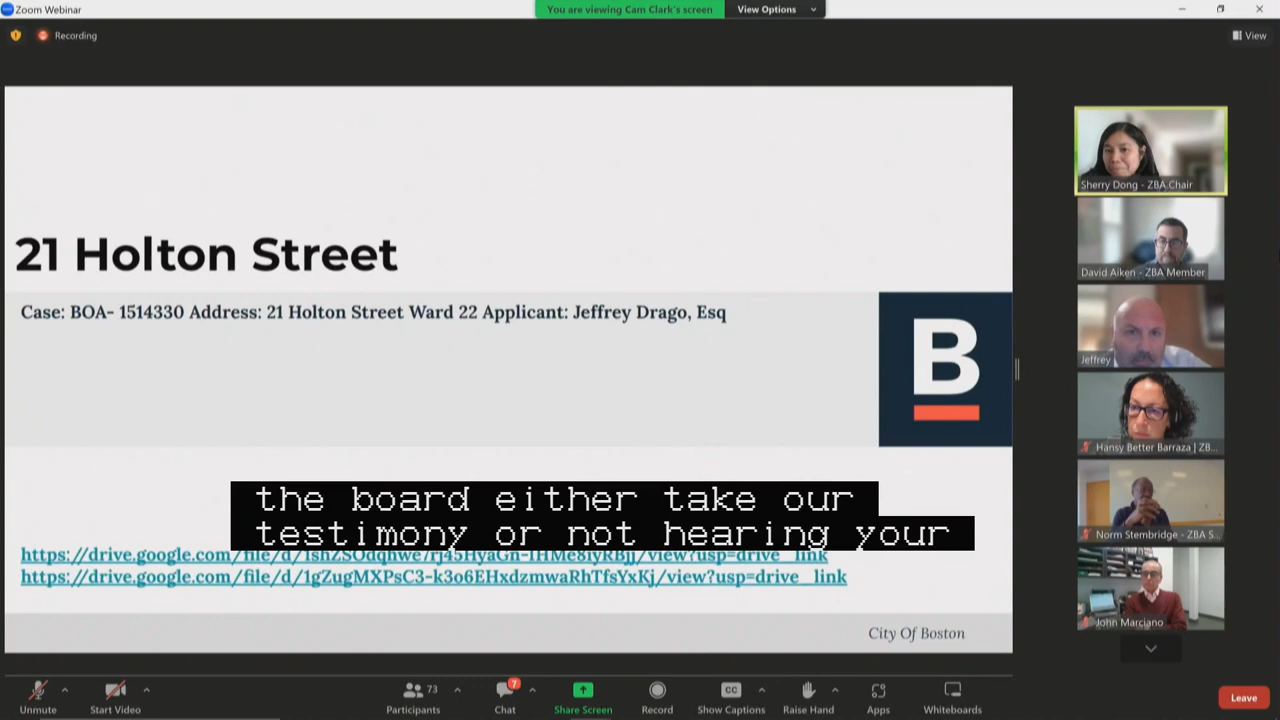 Zoom Webinar
You are viewing Cam Clark's screen
View Options
Recording
View
21 Holton Street
Case: BOA- 1514330 Address: 21 Holton Street Ward 22 Applicant: Jeffrey Drago, Esq
B
the board either take our
testimony or not hearing your
https://drive.google.com/file/d/1gZugMXPsC3-k3o6EHxdzmwaRhTfsYxKj/view?usp=drive_link
City Of Boston
Sherry Dong - ZBA Chair
David Aiken - ZBA Member
Jeffrey
Hansy Better Barraza | ZB...
Norm Stembridge - ZBA S...
John Marciano
Unmute
Start Video
73
Participants
7
Chat
Share Screen
Record
CC
Show Captions
Raise Hand
Apps
Whiteboards
Leave